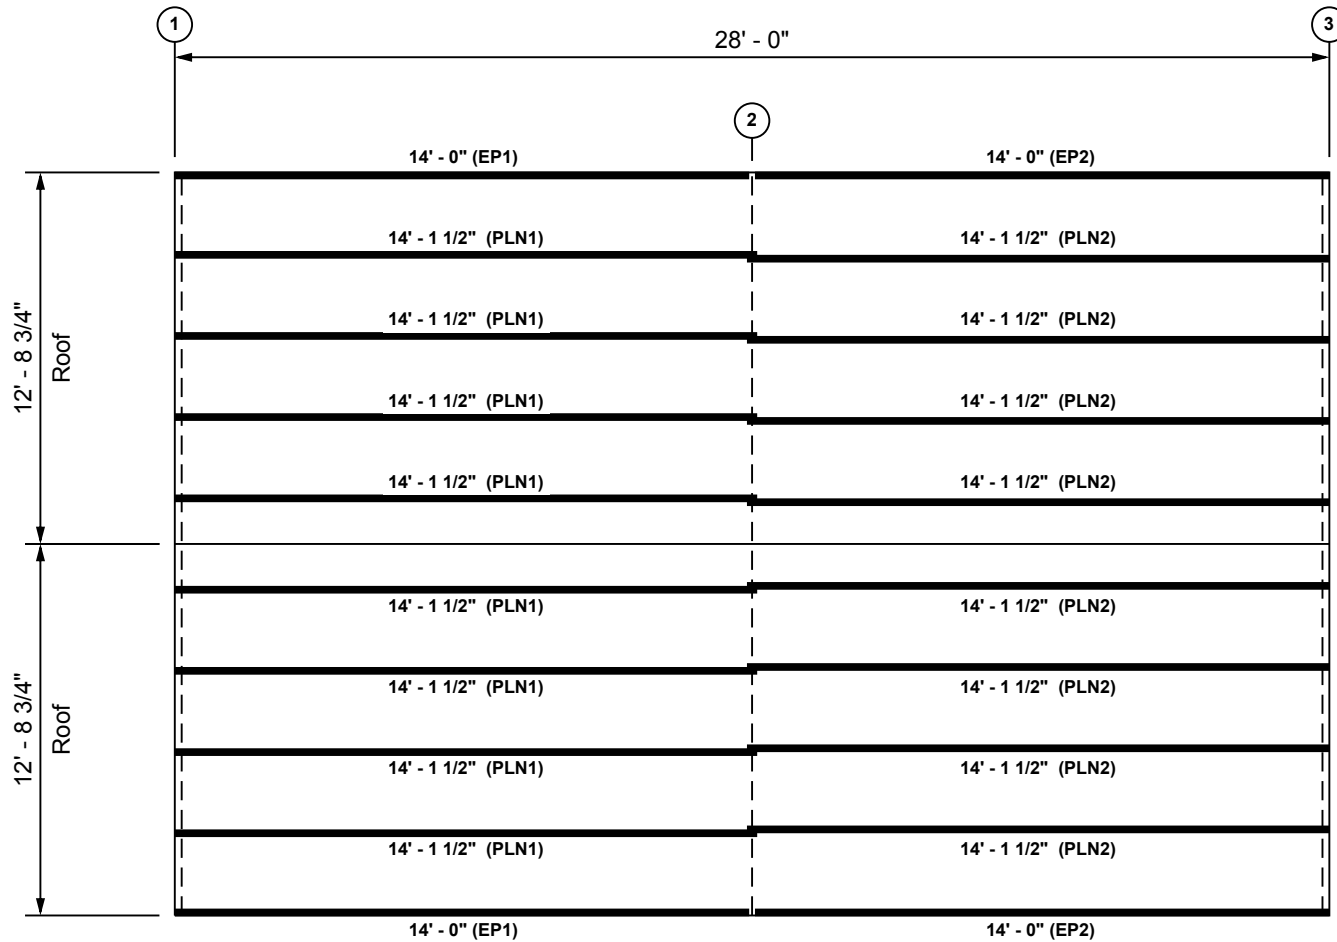 1
3
28' - 0"
2
14' - 0" (EP1)
14' - 0" (EP2)
14' - 1 1/2" (PLN1)
14' - 1 1/2" (PLN2)
14' - 1 1/2" (PLN1)
14' - 1 1/2" (PLN2)
12' - 8 3/4"
Roof
14' - 1 1/2" (PLN1)
14' - 1 1/2" (PLN2)
14' - 1 1/2" (PLN1)
14' - 1 1/2" (PLN2)
14' - 1 1/2" (PLN1)
14' - 1 1/2" (PLN2)
14' - 1 1/2" (PLN1)
14' - 1 1/2" (PLN2)
12' - 8 3/4"
Roof
14' - 1 1/2" (PLN1)
14' - 1 1/2" (PLN2)
14' - 1 1/2" (PLN1)
14' - 1 1/2" (PLN2)
14' - 0" (EP1)
14' - 0" (EP2)